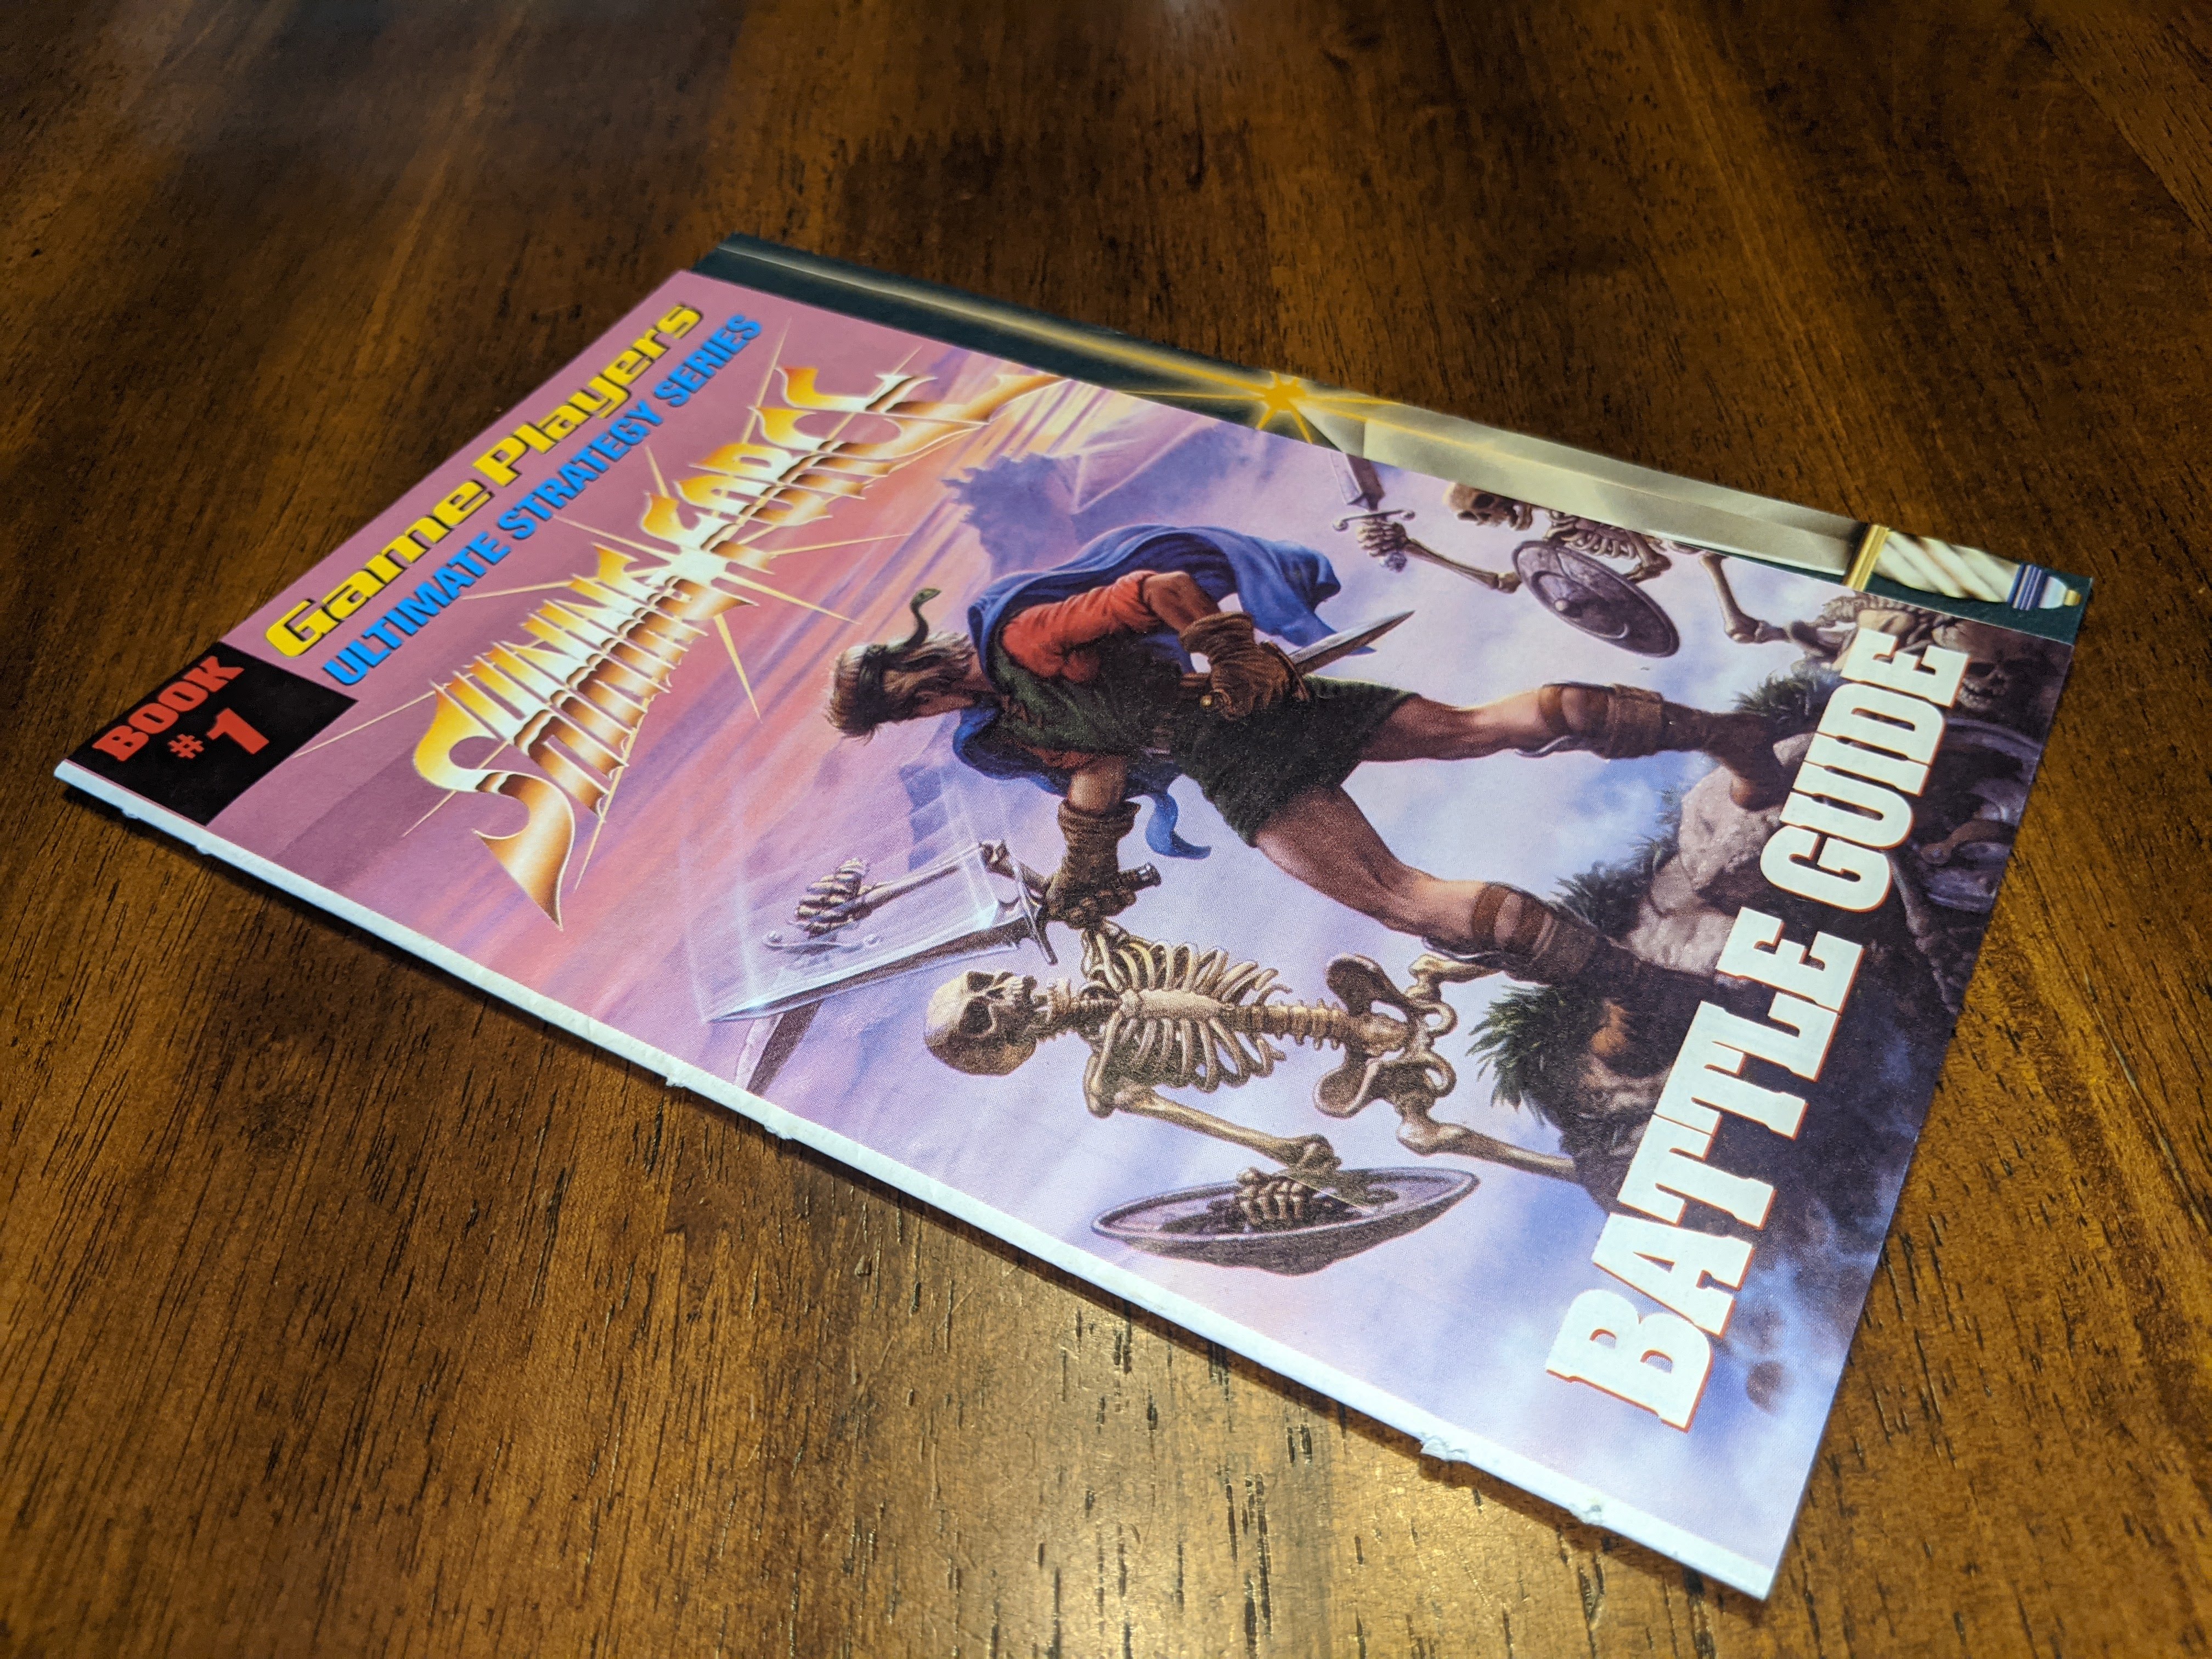 BOOK
#1
Game Players
ULTIMATE STRATEGY SERIES
SHINING FORCE
BATTLE GUIDE